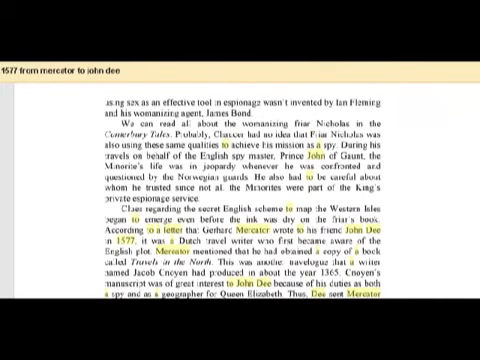 1577 from mercator to john dee
using sex as an effective tool in espionage wasn't invented by Ian Fleming
and his womanizing agent, James Bond.
We can read all about the womanizing friar Nicholas in the
Canterbury Tales. Probably, Chaucer had no idea that Friar Nicholas was
also using these same qualities to achieve his mission as a spy. During his
travels on behalf of the English spy master, Prince John of Gaunt, the
Minorite's life was in jeopardy whenever he was confronted and
questioned by the Norwegian guards. He also had to be careful about
whom he trusted since not all the Minorites were part of the King's
private espionage service.
Clues regarding the secret English scheme to map the Western Isles
began to emerge even before the ink was dry on the friar's book.
According to a letter that Gerhard Mercator wrote to his friend John Dee
in 1577, it was a Dutch travel writer who first became aware of the
English plot. Mercator mentioned that he had obtained a copy of a book
called Travels in the North. This was another travelogue that a writer
named Jacob Cnoyen had produced in about the year 1365. Cnoyen's
manuscript was of great interest to John Dee because of his duties as both
a spy and as a geographer for Queen Elizabeth. Thus, Dee sent Mercator